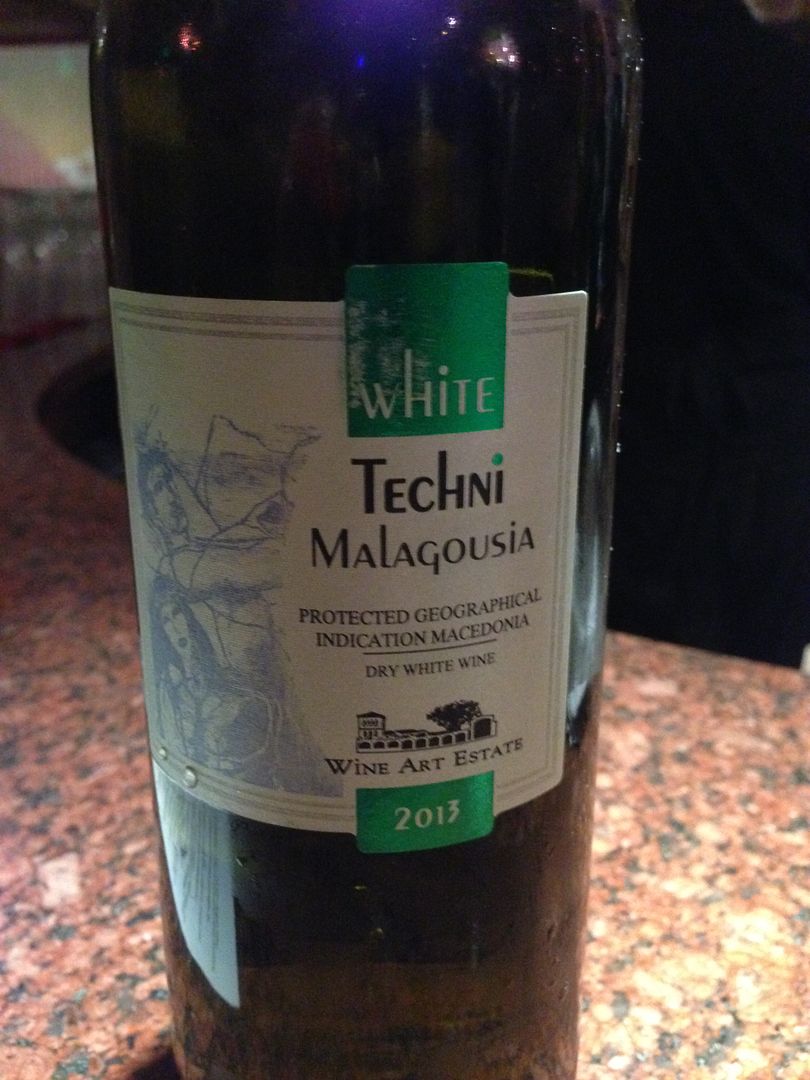 WHITE
TECHNI
MALAGOUSIA
PROTECTED GEOGRAPHICAL
INDICATION MACEDONIA
DRY WHITE WINE
WINE ART ESTATE
2013